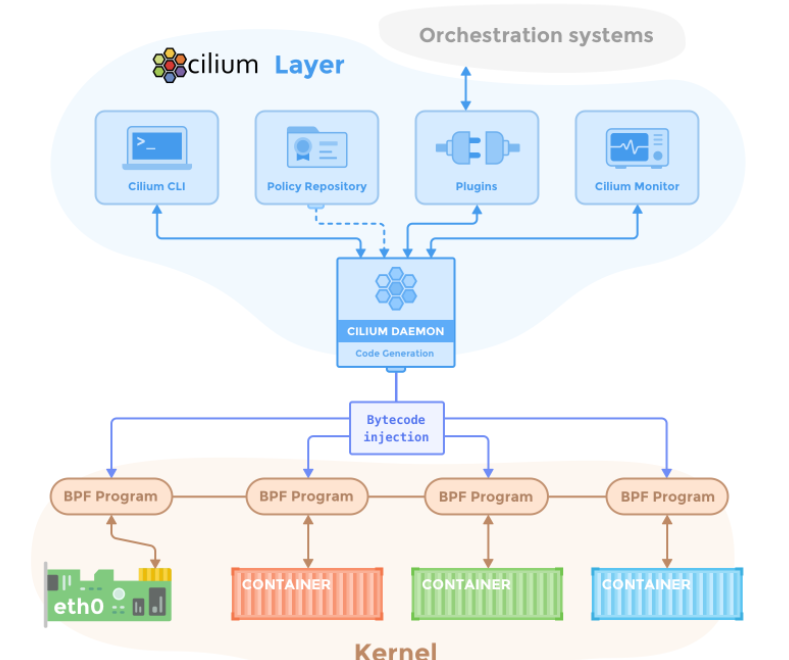 Orchestration systems
cilium Layer
>_
Cilium CLI
Policy Repository
Plugins
Cilium Monitor
CILIUM DAEMON
Code Generation
Bytecode
injection
BPF Program
BPF Program
BPF Program
BPF Program
eth0
CONTAINER
CONTAINER
CONTAINER
Kernel